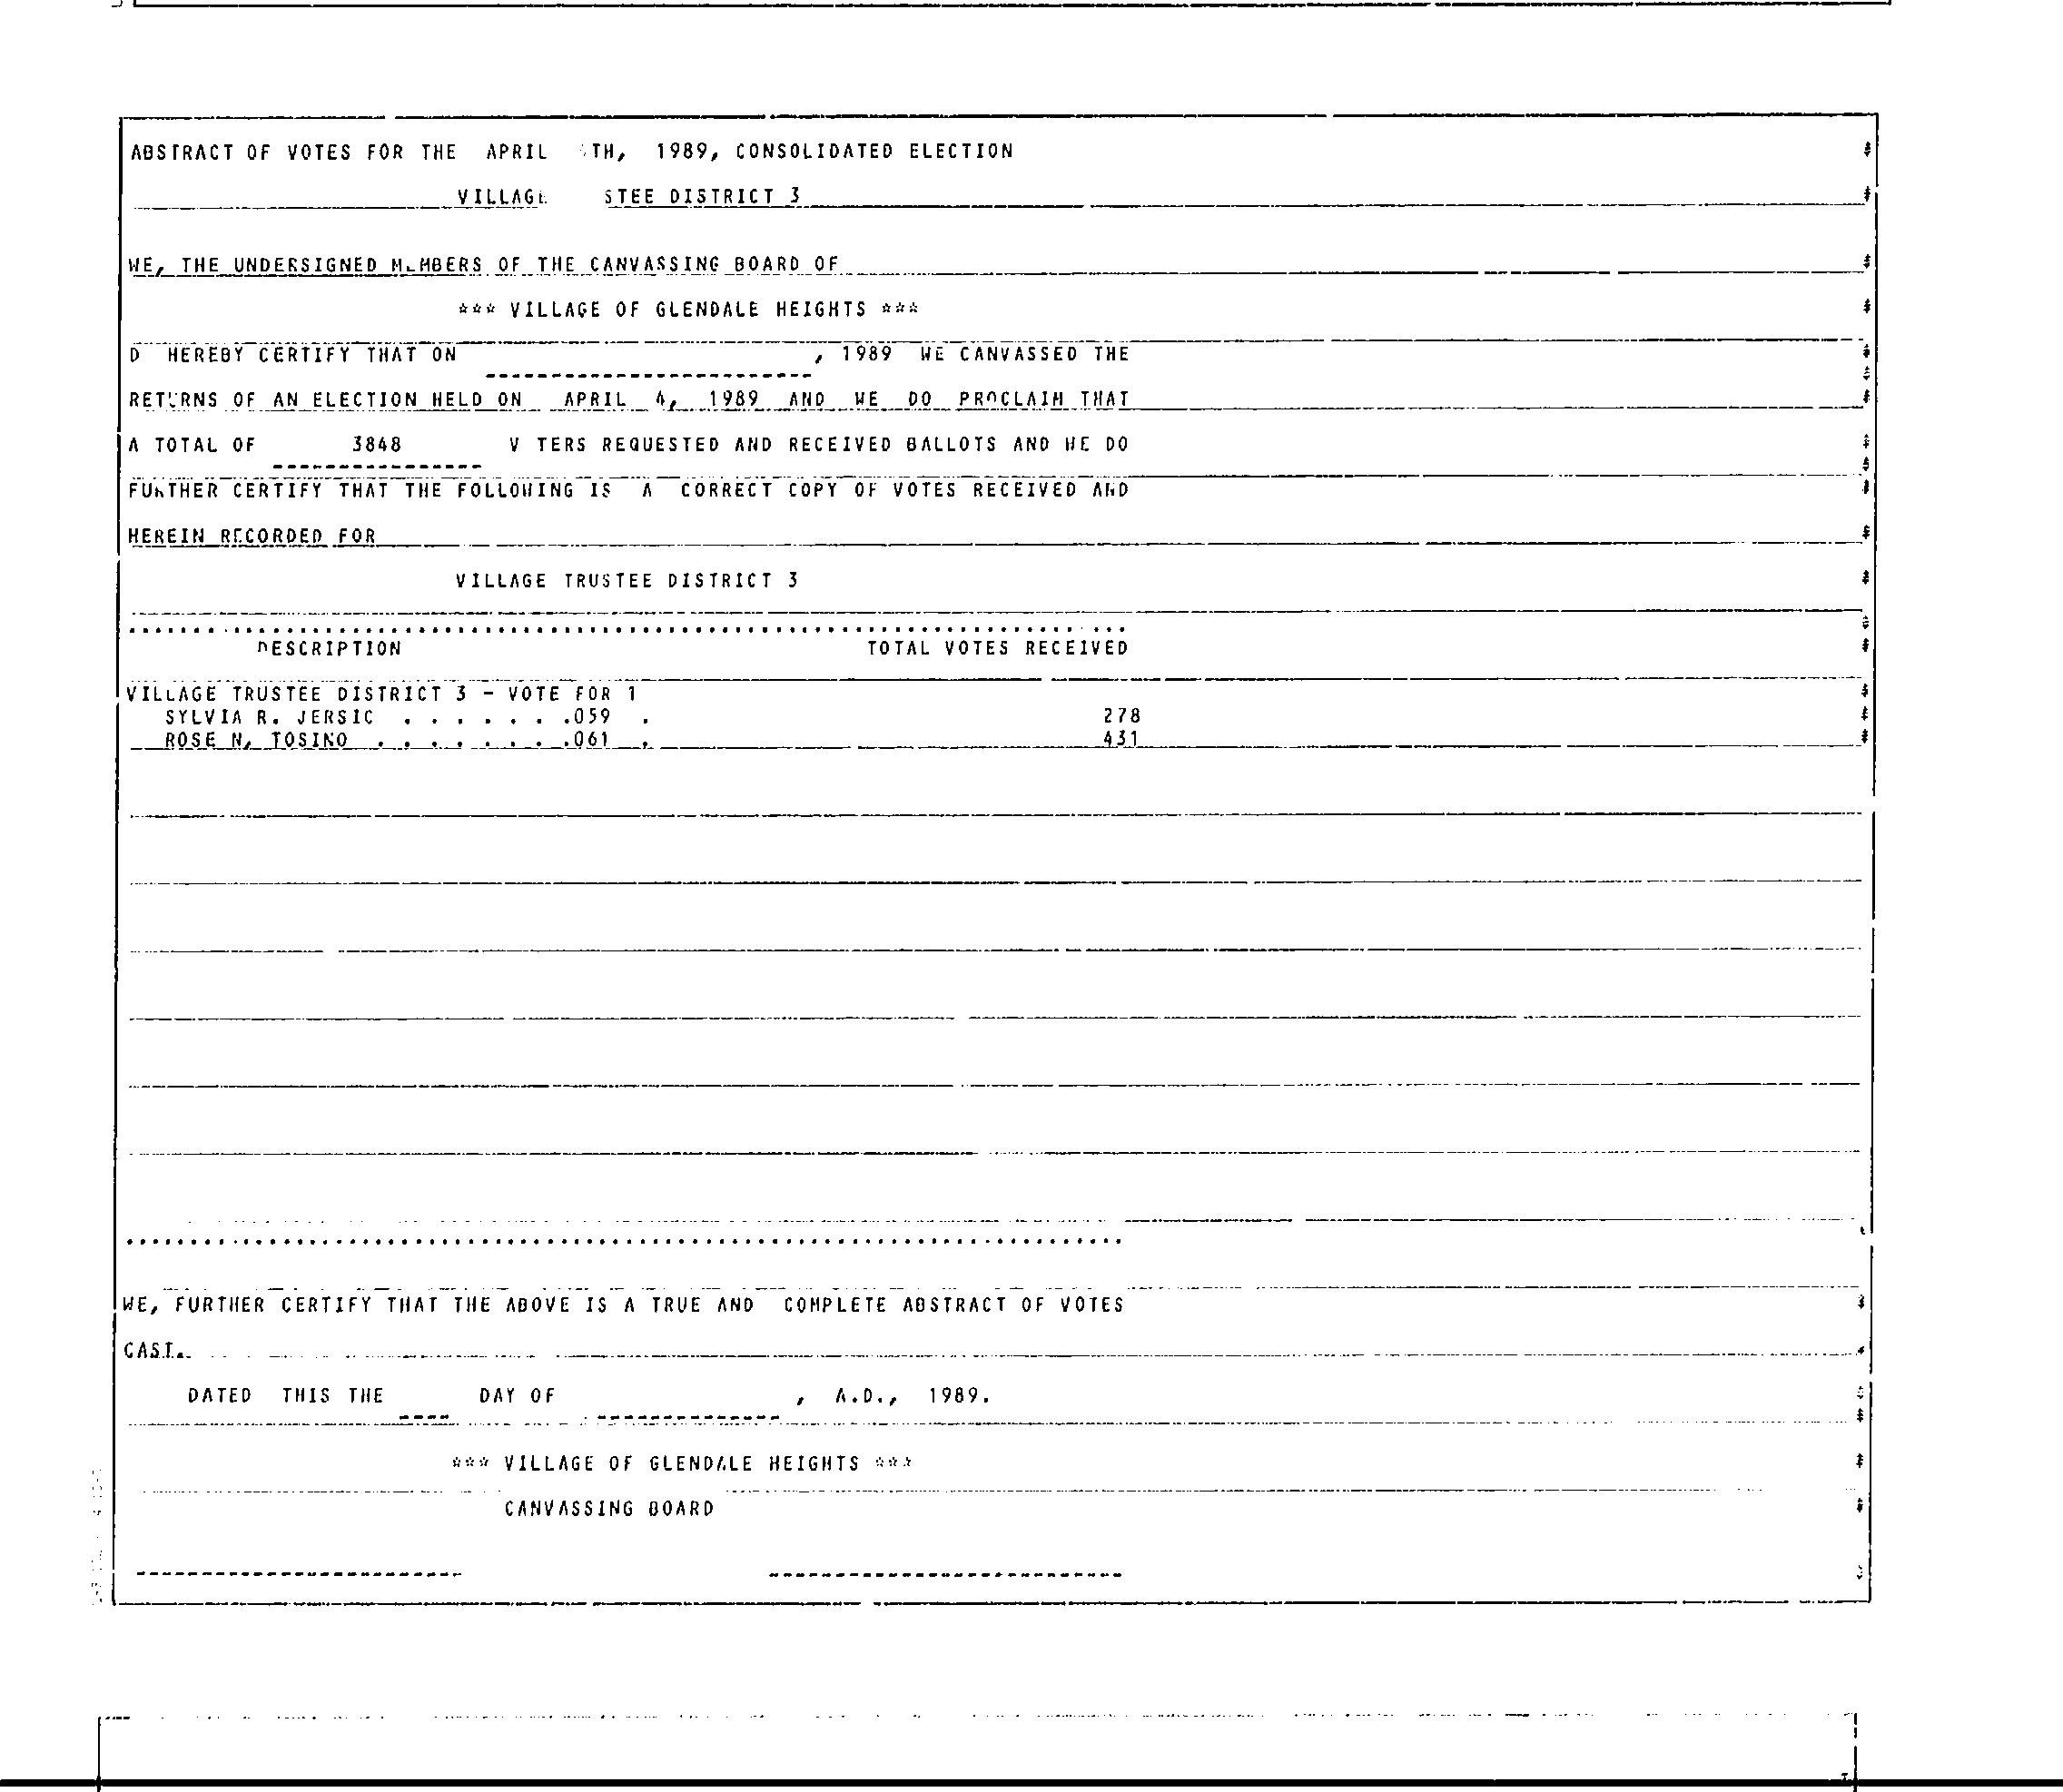 ABSTRACT OF VOTES FOR THE APRIL TH, 1989, CONSOLIDATED ELECTION
VILLAGE STEE DISTRICT 3
WE, THE UNDERSIGNED MEMBERS OF THE CANVASSING BOARD OF
*** VILLAGE OF GLENDALE HEIGHTS ***
D HEREBY CERTIFY THAT ON , 1989 WE CANVASSED THE
RETURNS OF AN ELECTION HELD ON APRIL 4, 1989 AND WE DO PROCLAIM THAT
A TOTAL OF 3848 V TERS REQUESTED AND RECEIVED BALLOTS AND WE DO
FURTHER CERTIFY THAT THE FOLLOWING IS A CORRECT COPY OF VOTES RECEIVED AND
HEREIN RECORDED FOR
VILLAGE TRUSTEE DISTRICT 3
DESCRIPTION TOTAL VOTES RECEIVED
VILLAGE TRUSTEE DISTRICT 3 - VOTE FOR 1
SYLVIA R. JERSIC . . . . . . .059 . 278
ROSE N. TOSINO . . . . . . . .061 . 431
WE, FURTHER CERTIFY THAT THE ABOVE IS A TRUE AND COMPLETE ABSTRACT OF VOTES
CAST.
DATED THIS THE DAY OF , A.D., 1989.
*** VILLAGE OF GLENDALE HEIGHTS ***
CANVASSING BOARD